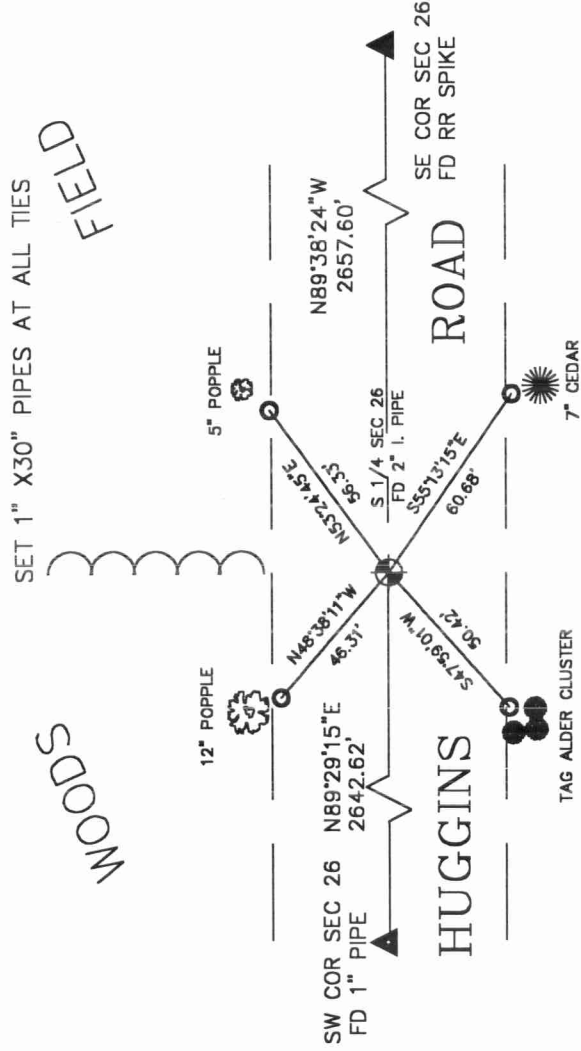 SET 1" X30" PIPES AT ALL TIES
WOODS
FIELD
12" POPPLE
5" POPPLE
N48°38'11"W
46.31'
N53°24'45"E
56.33'
SW COR SEC 26
FD 1" PIPE
N89°29'15"E
2642.62'
S 1/4 SEC 26
FD 2" I. PIPE
N89°38'24"W
2657.60'
SE COR SEC 26
FD RR SPIKE
S47°59'01"W
50.42'
S55°13'15"E
60.68'
HUGGINS
ROAD
TAG ALDER CLUSTER
7" CEDAR